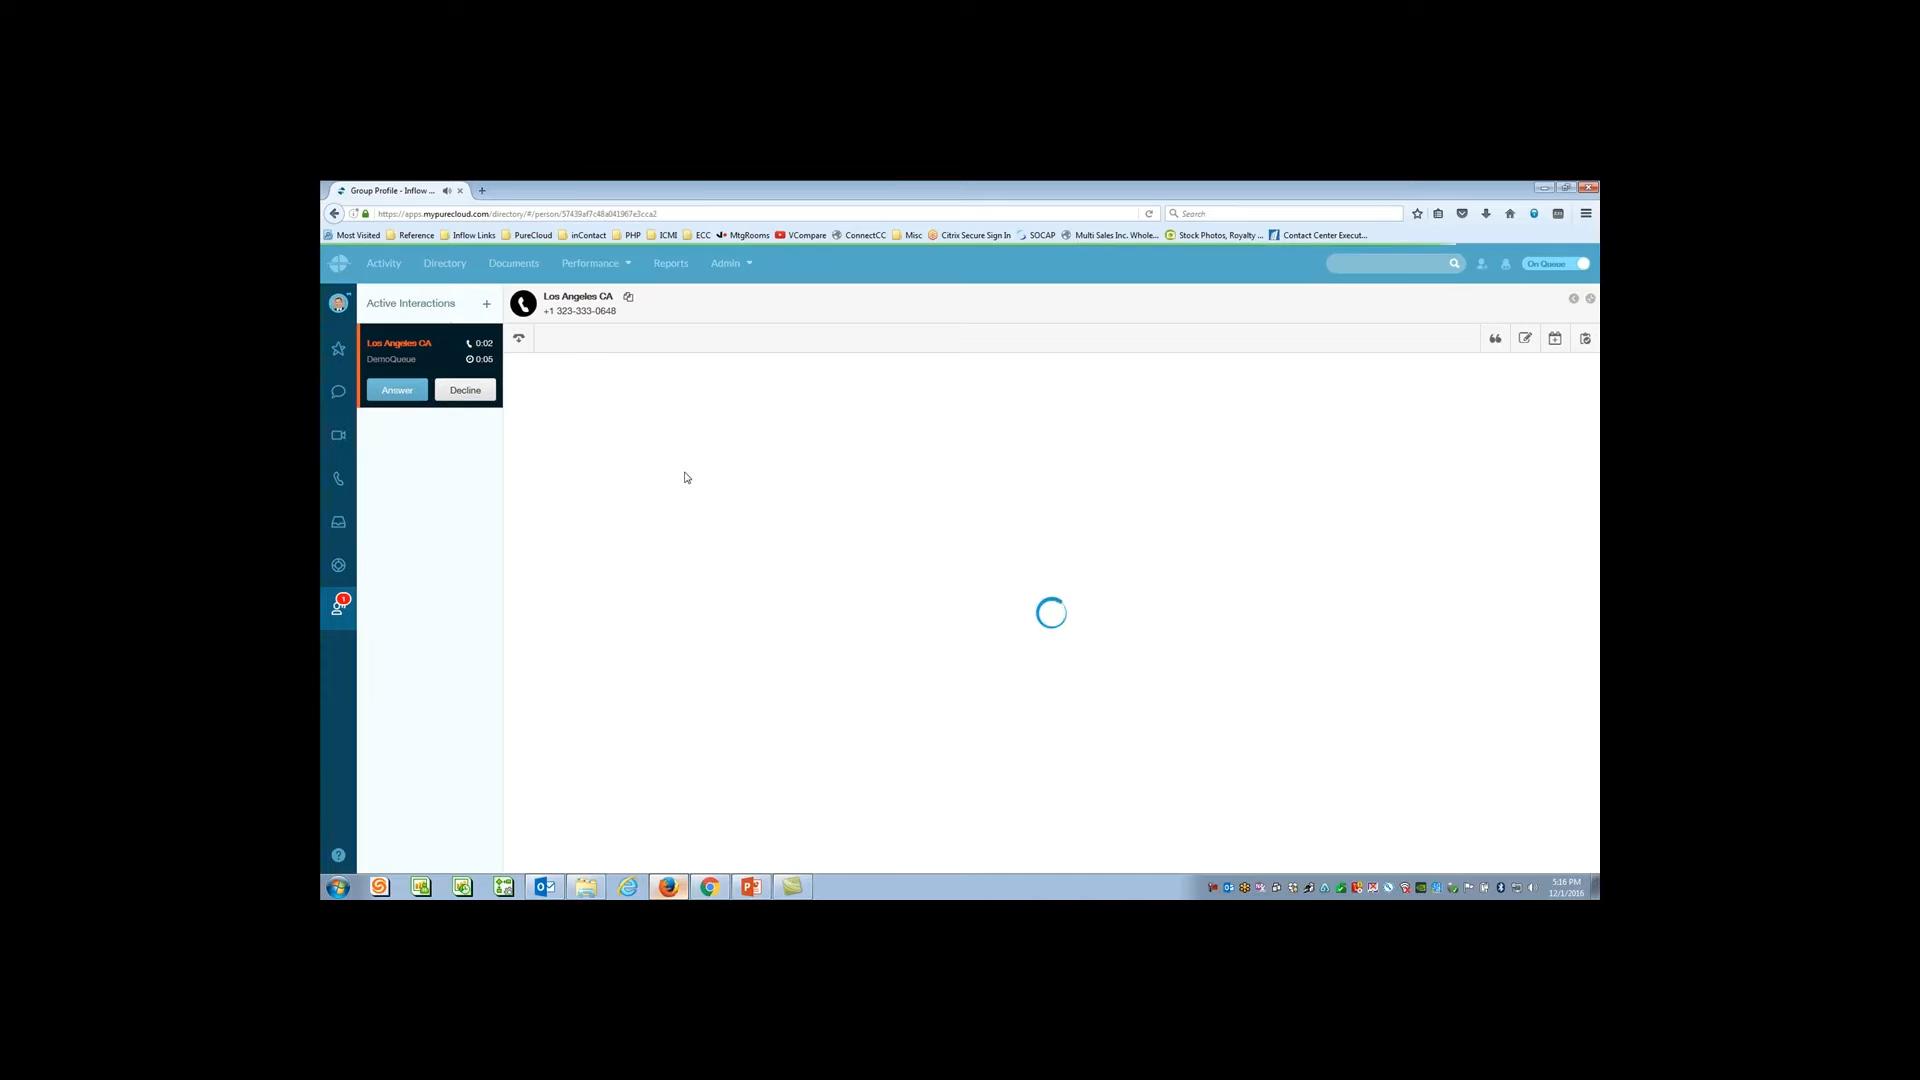 Group Profile - Inflow ...
https://apps.mypurecloud.com/directory/#/person/57439af7c48a041967e3cca2
Search
Most Visited Reference Inflow Links PureCloud inContact PHP ICMI ECC MtgRooms VCompare ConnectCC Misc Citrix Secure Sign In SOCAP Multi Sales Inc. Whole... Stock Photos, Royalty ... Contact Center Execut...
Activity Directory Documents Performance Reports Admin On Queue
Active Interactions +
Los Angeles CA
+1 323-333-0648
Los Angeles CA 0:02
DemoQueue 0:05
Answer Decline
1
5:16 PM
12/1/2016